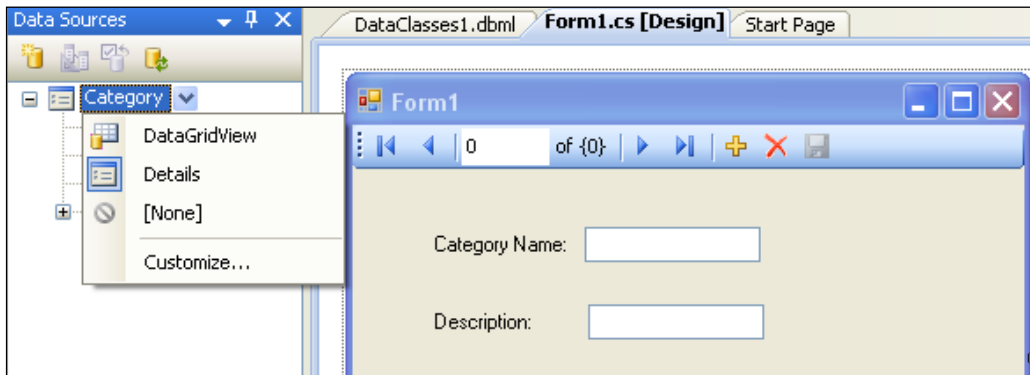 Data Sources
DataClasses1.dbml Form1.cs [Design] Start Page
Category
DataGridView
Details
[None]
Customize...
Form1
0 of {0}
Category Name:
Description: